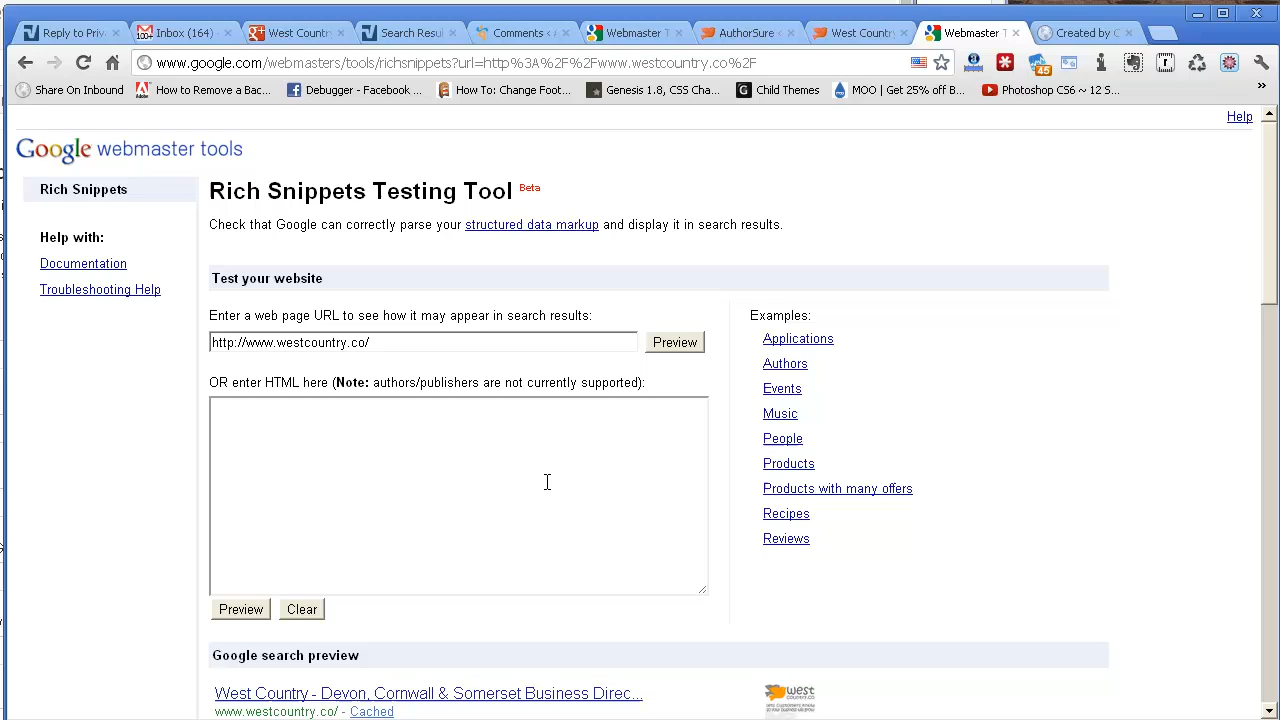 Reply to Priv
Inbox (164)
West Countr
Search Resu
Comments ‹
Webmaster T
AuthorSure
West Countr
Webmaster T
Created by C
www.google.com/webmasters/tools/richsnippets?url=http%3A%2F%2Fwww.westcountry.co%2F
45
Share On Inbound
How to Remove a Bac...
Debugger - Facebook ...
How To: Change Foot...
Genesis 1.8, CSS Cha...
Child Themes
MOO | Get 25% off B...
Photoshop CS6 ~ 12 S...
»
Help
Google webmaster tools
Rich Snippets
Help with:
Documentation
Troubleshooting Help
Rich Snippets Testing Tool Beta
Check that Google can correctly parse your structured data markup and display it in search results.
Test your website
Enter a web page URL to see how it may appear in search results:
http://www.westcountry.co/
Preview
OR enter HTML here (Note: authors/publishers are not currently supported):
Preview
Clear
Examples:
Applications
Authors
Events
Music
People
Products
Products with many offers
Recipes
Reviews
Google search preview
West Country - Devon, Cornwall & Somerset Business Direc...
www.westcountry.co/ - Cached
west
COUNTRY.CO